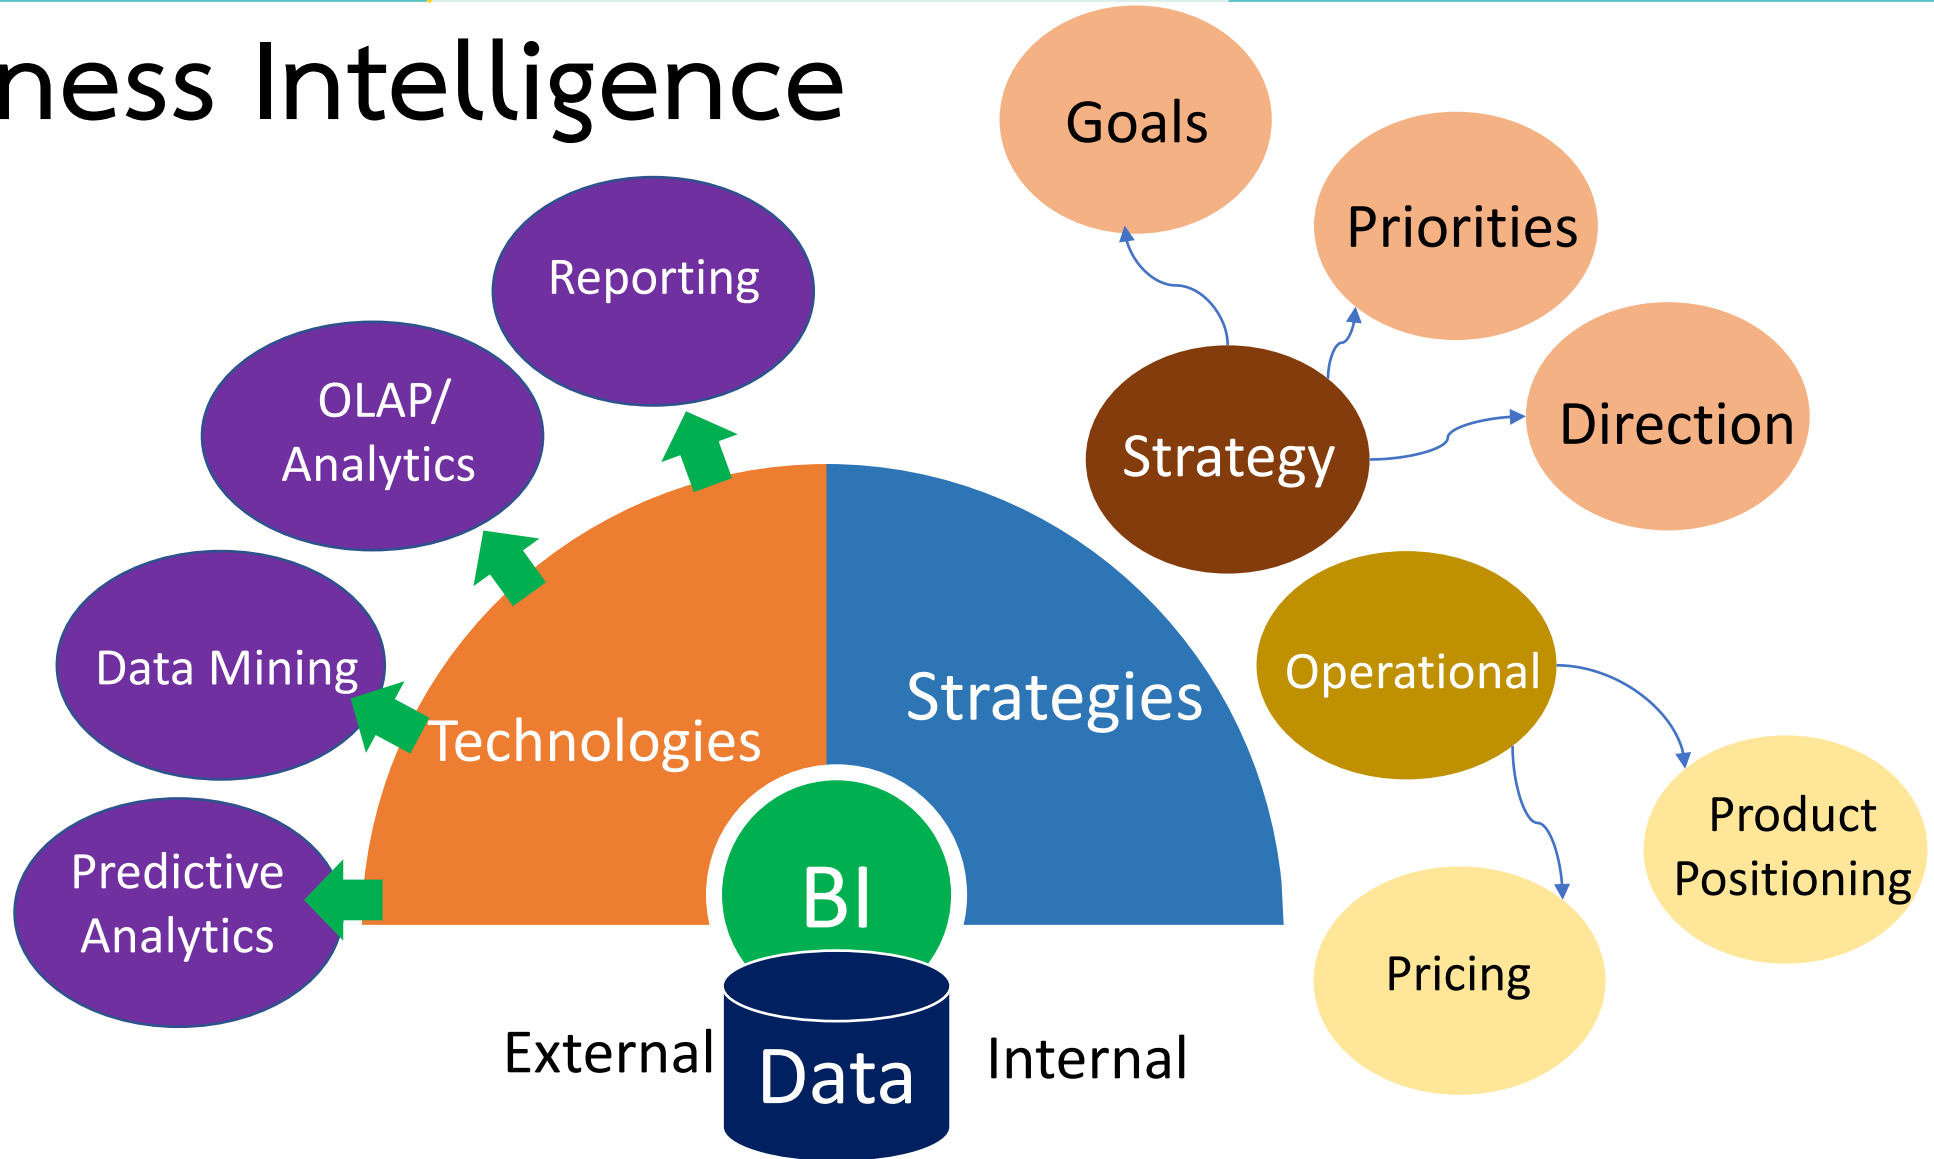 ness Intelligence
Goals
Priorities
Reporting
Direction
OLAP/
Analytics
Strategy
Data Mining
Operational
Technologies
Strategies
Predictive
Analytics
Product
Positioning
BI
Pricing
External
Data
Internal